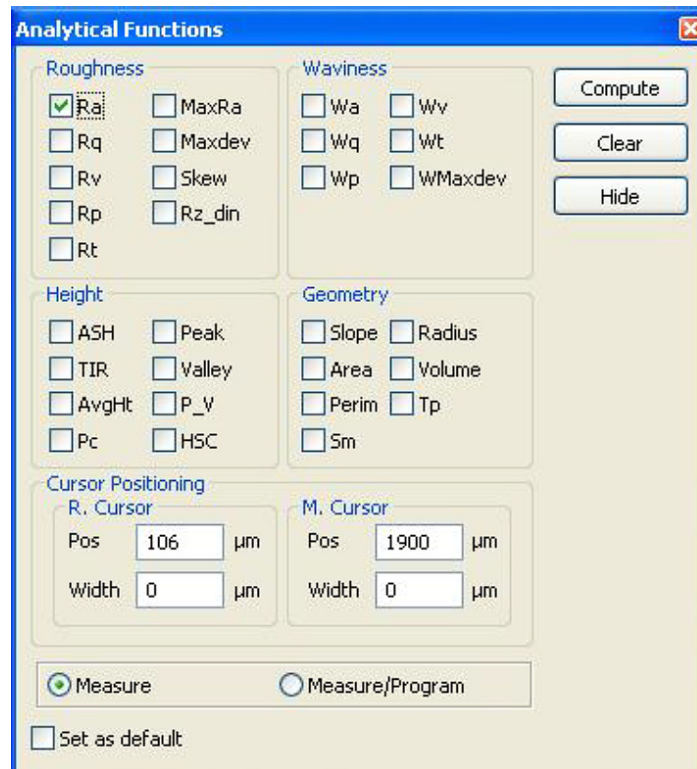 Analytical Functions
Roughness
Ra MaxRa
Rq Maxdev
Rv Skew
Rp Rz_din
Rt
Waviness
Wa Wv
Wq Wt
Wp WMaxdev
Compute
Clear
Hide
Height
ASH Peak
TIR Valley
AvgHt P_V
Pc HSC
Geometry
Slope Radius
Area Volume
Perim Tp
Sm
Cursor Positioning
R. Cursor
Pos 106 µm
Width 0 µm
M. Cursor
Pos 1900 µm
Width 0 µm
Measure Measure/Program
Set as default